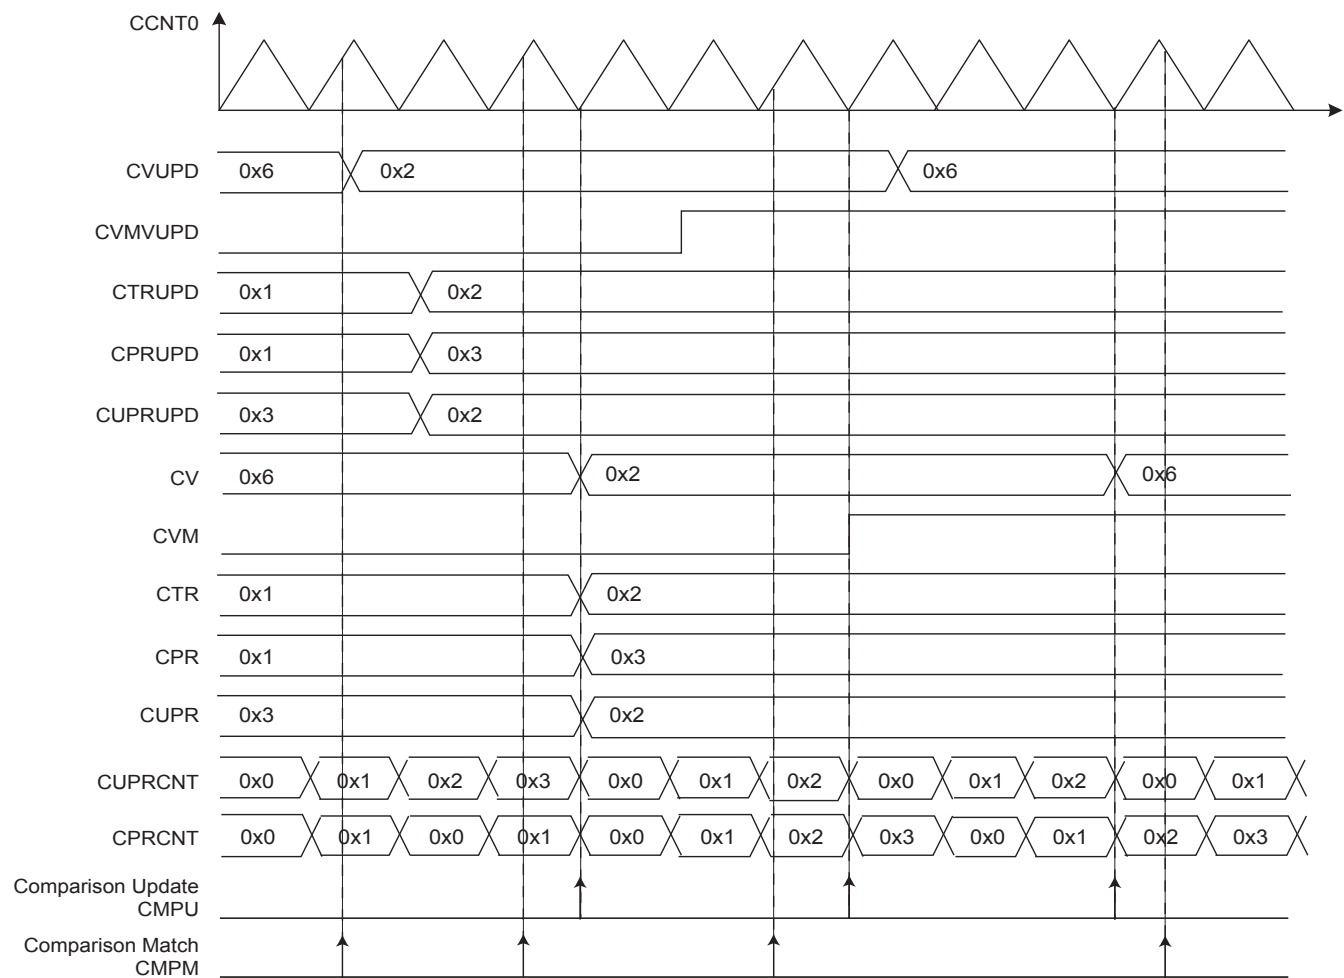 CCNT0
CVUPD 0x6 0x2 0x6
CVMVUPD
CTRUPD 0x1 0x2
CPRUPD 0x1 0x3
CUPRUPD 0x3 0x2
CV 0x6 0x2 0x6
CVM
CTR 0x1 0x2
CPR 0x1 0x3
CUPR 0x3 0x2
CUPRCNT 0x0 0x1 0x2 0x3 0x0 0x1 0x2 0x0 0x1 0x2 0x0 0x1
CPRCNT 0x0 0x1 0x0 0x1 0x0 0x1 0x2 0x3 0x0 0x1 0x2 0x3
Comparison Update
CMPU
Comparison Match
CMPM